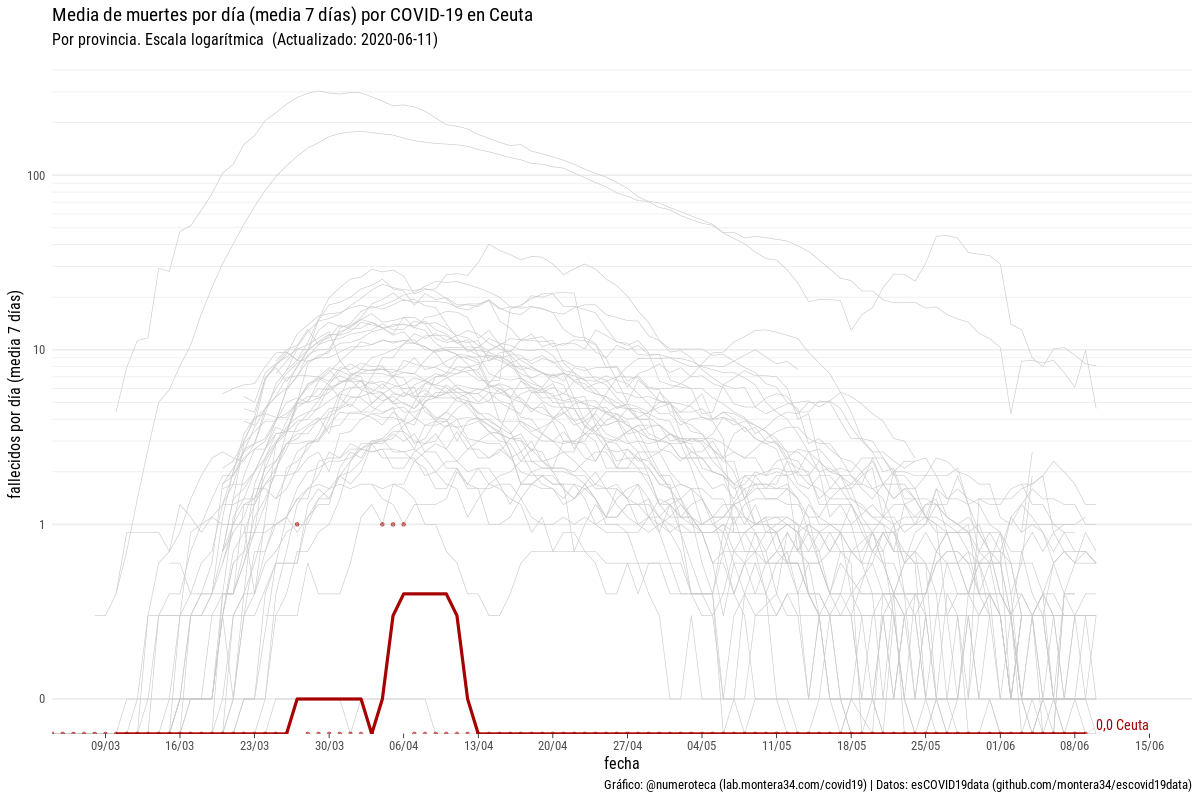 Media de muertes por día (media 7 días) por COVID-19 en Ceuta
Por provincia. Escala logarítmica  (Actualizado: 2020-06-11)
fallecidos por día (media 7 días)
100
10
1
0
0,0 Ceuta
09/03 16/03 23/03 30/03 06/04 13/04 20/04 27/04 04/05 11/05 18/05 25/05 01/06 08/06 15/06
fecha
Gráfico: @numeroteca (lab.montera34.com/covid19) | Datos: esCOVID19data (github.com/montera34/escovid19data)